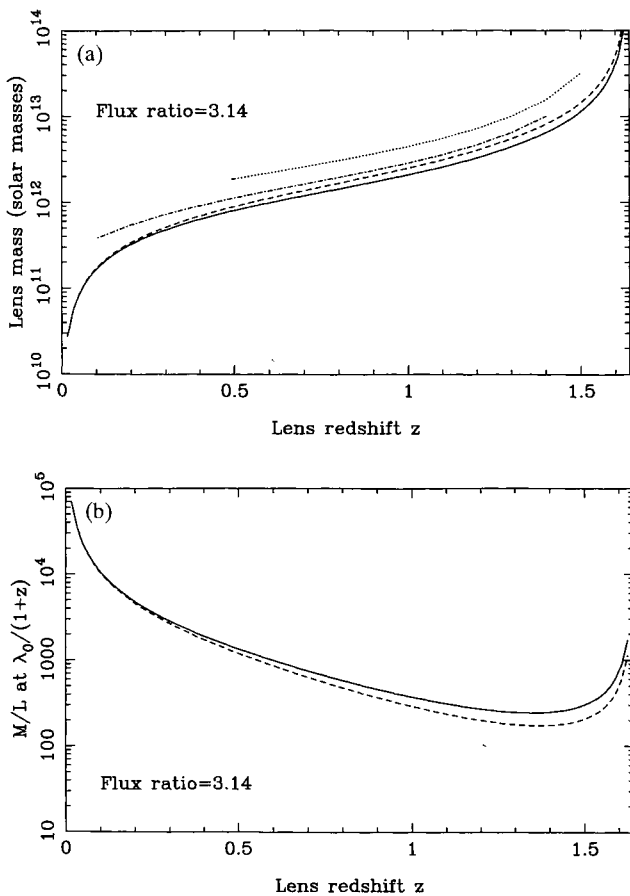 (a)
Flux ratio=3.14
Lens mass (solar masses)
10^14
10^13
10^12
10^11
10^10
0
0.5
1
1.5
Lens redshift z
(b)
Flux ratio=3.14
M/L at λ₀/(1+z)
10^5
10^4
1000
100
10
0
0.5
1
1.5
Lens redshift z